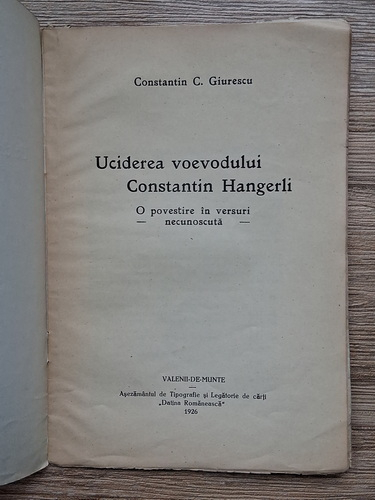 Constantin C. Giurescu
Uciderea voevodului
Constantin Hangerli
O povestire în versuri
— necunoscută —
VALENII-DE-MUNTE
Așezământul de Tipografie și Legătorie de cărți
„Datina Românească"
1926